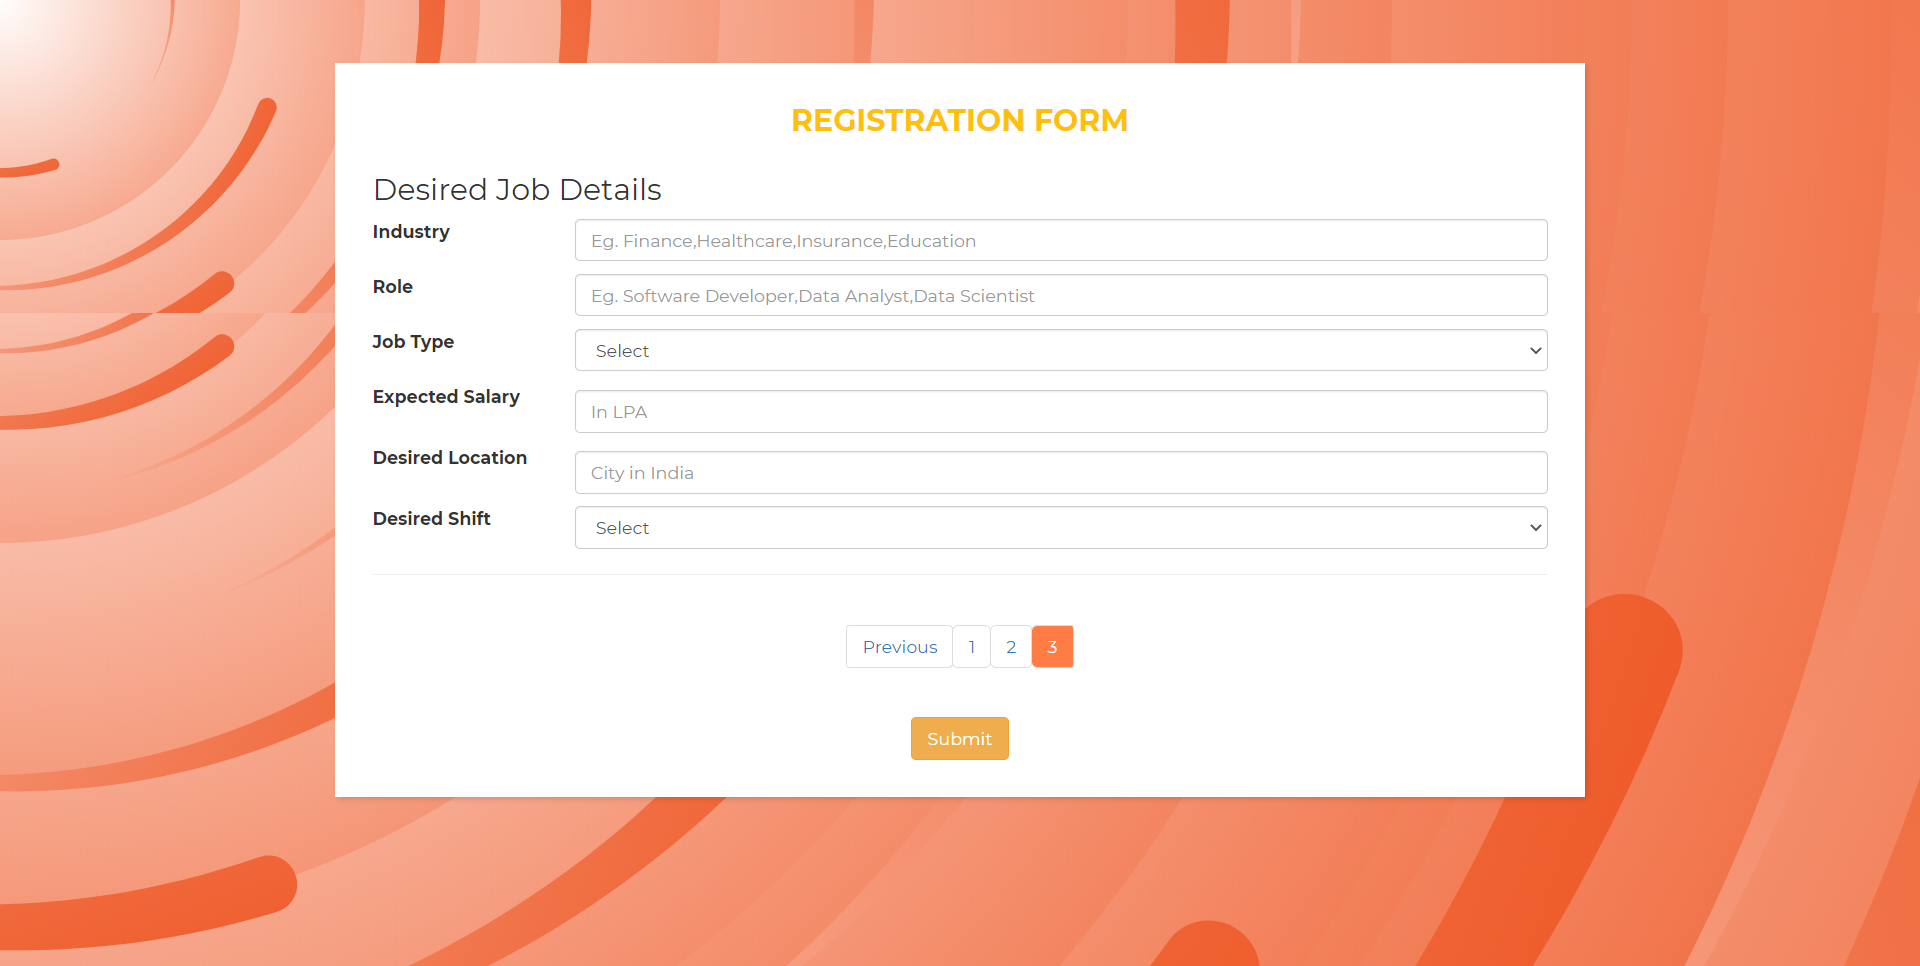 REGISTRATION FORM
Desired Job Details
Industry
Eg. Finance,Healthcare,Insurance,Education
Role
Eg. Software Developer,Data Analyst,Data Scientist
Job Type
Select
Expected Salary
In LPA
Desired Location
City in India
Desired Shift
Select
Previous 1 2 3
Submit